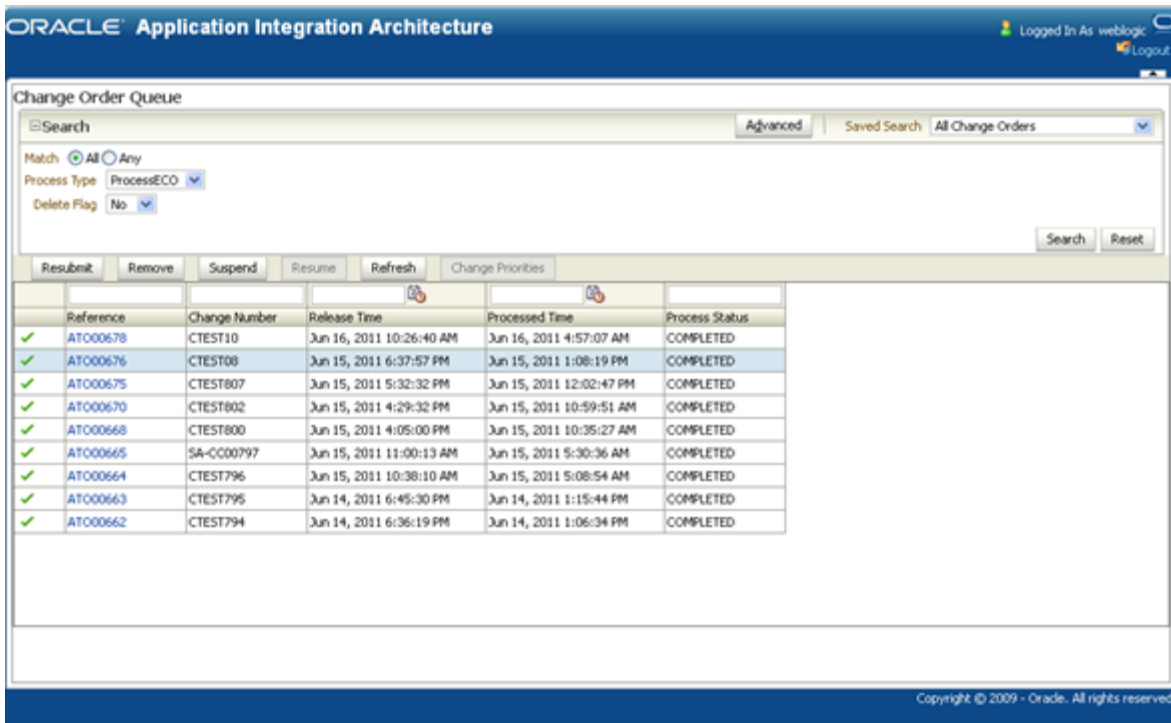 ORACLE Application Integration Architecture
Logged In As weblogic
Logout
Change Order Queue
Search Advanced Saved Search All Change Orders
Match All Any
Process Type ProcessECO
Delete Flag No
Search Reset
Resubmit Remove Suspend Resume Refresh Change Priorities
Reference Change Number Release Time Processed Time Process Status
ATO00678 CTEST10 Jun 16, 2011 10:26:40 AM Jun 16, 2011 4:57:07 AM COMPLETED
ATO00676 CTEST08 Jun 15, 2011 6:37:57 PM Jun 15, 2011 1:08:19 PM COMPLETED
ATO00675 CTEST807 Jun 15, 2011 5:32:32 PM Jun 15, 2011 12:02:47 PM COMPLETED
ATO00670 CTEST802 Jun 15, 2011 4:29:32 PM Jun 15, 2011 10:59:51 AM COMPLETED
ATO00668 CTEST800 Jun 15, 2011 4:05:00 PM Jun 15, 2011 10:35:27 AM COMPLETED
ATO00665 SA-CC00797 Jun 15, 2011 11:00:13 AM Jun 15, 2011 5:30:36 AM COMPLETED
ATO00664 CTEST796 Jun 15, 2011 10:38:10 AM Jun 15, 2011 5:08:54 AM COMPLETED
ATO00663 CTEST795 Jun 14, 2011 6:45:30 PM Jun 14, 2011 1:15:44 PM COMPLETED
ATO00662 CTEST794 Jun 14, 2011 6:36:19 PM Jun 14, 2011 1:06:34 PM COMPLETED
Copyright © 2009 - Oracle. All rights reserved